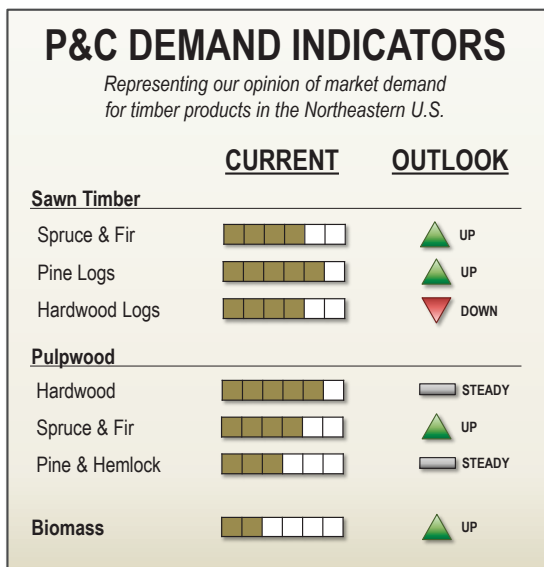 P&C DEMAND INDICATORS
Representing our opinion of market demand
for timber products in the Northeastern U.S.
CURRENT OUTLOOK
Sawn Timber
Spruce & Fir UP
Pine Logs UP
Hardwood Logs DOWN
Pulpwood
Hardwood STEADY
Spruce & Fir UP
Pine & Hemlock STEADY
Biomass UP